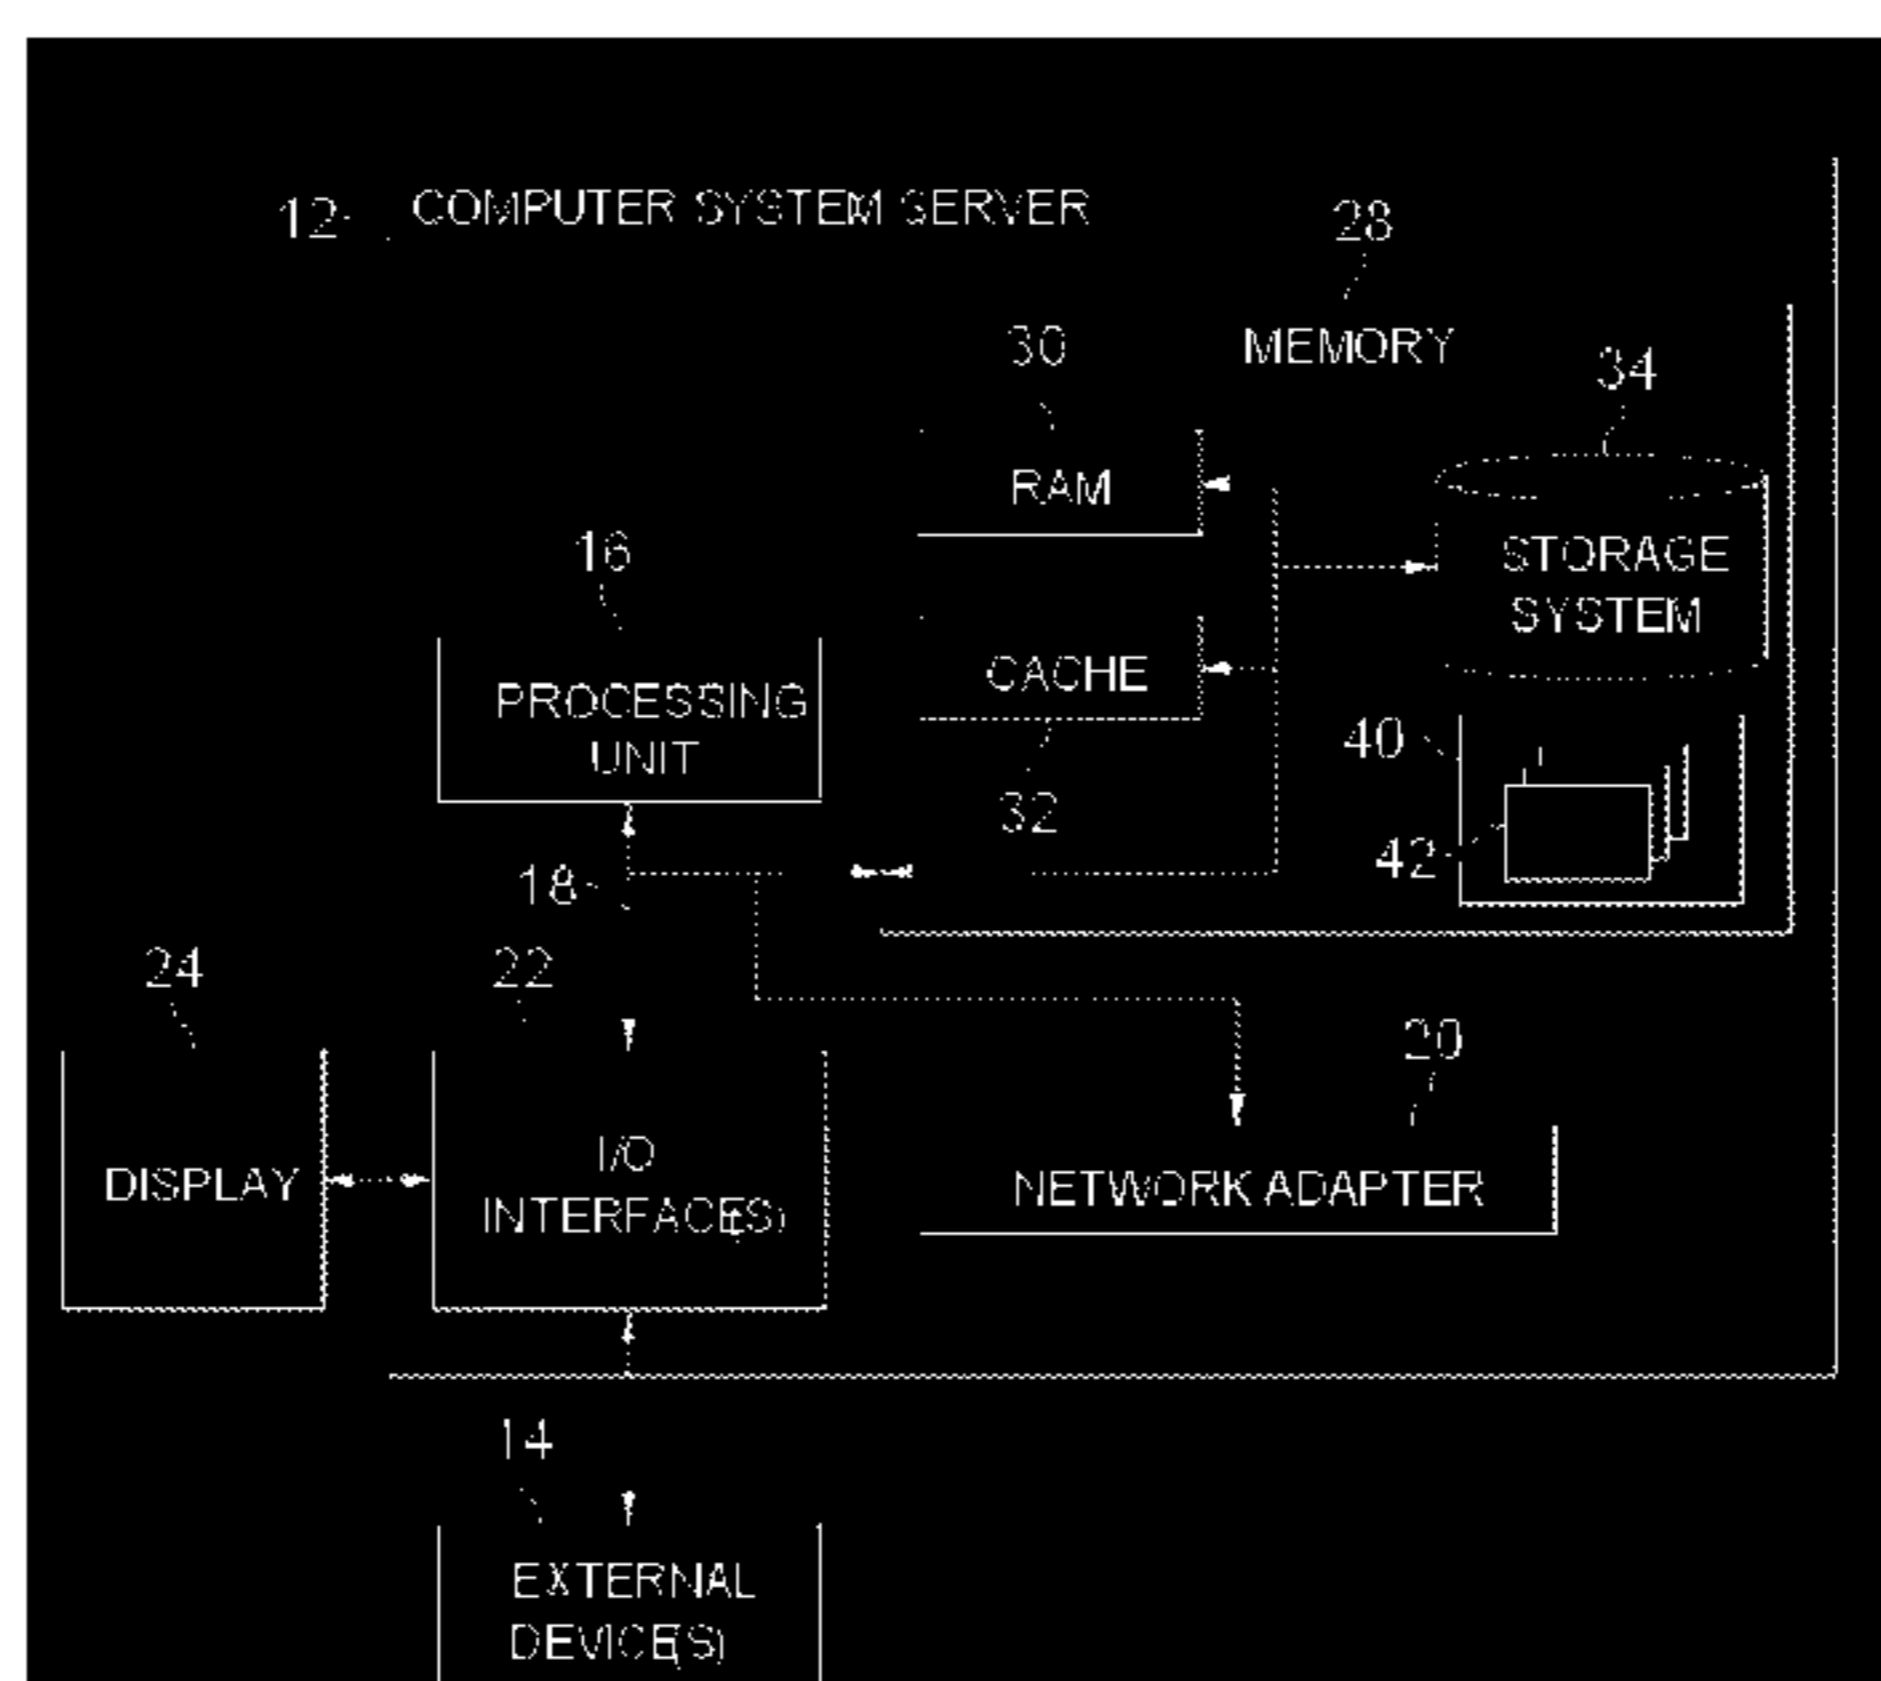 12
COMPUTER SYSTEM SERVER
28
30
MEMORY
34
RAM
16
STORAGE
SYSTEM
CACHE
PROCESSING
UNIT
40
32
42
18
24
22
20
I/O
INTERFACE(S)
DISPLAY
NETWORK ADAPTER
14
EXTERNAL
DEVICE(S)